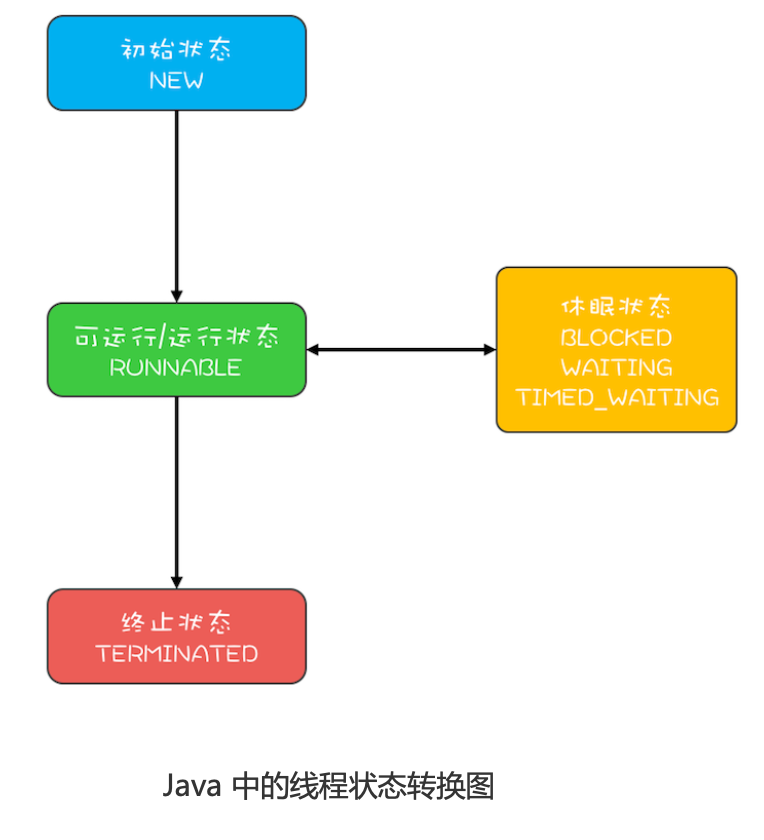 初始状态
NEW
可运行/运行状态
RUNNABLE
休眠状态
BLOCKED
WAITING
TIMED_WAITING
终止状态
TERMINATED
Java 中的线程状态转换图